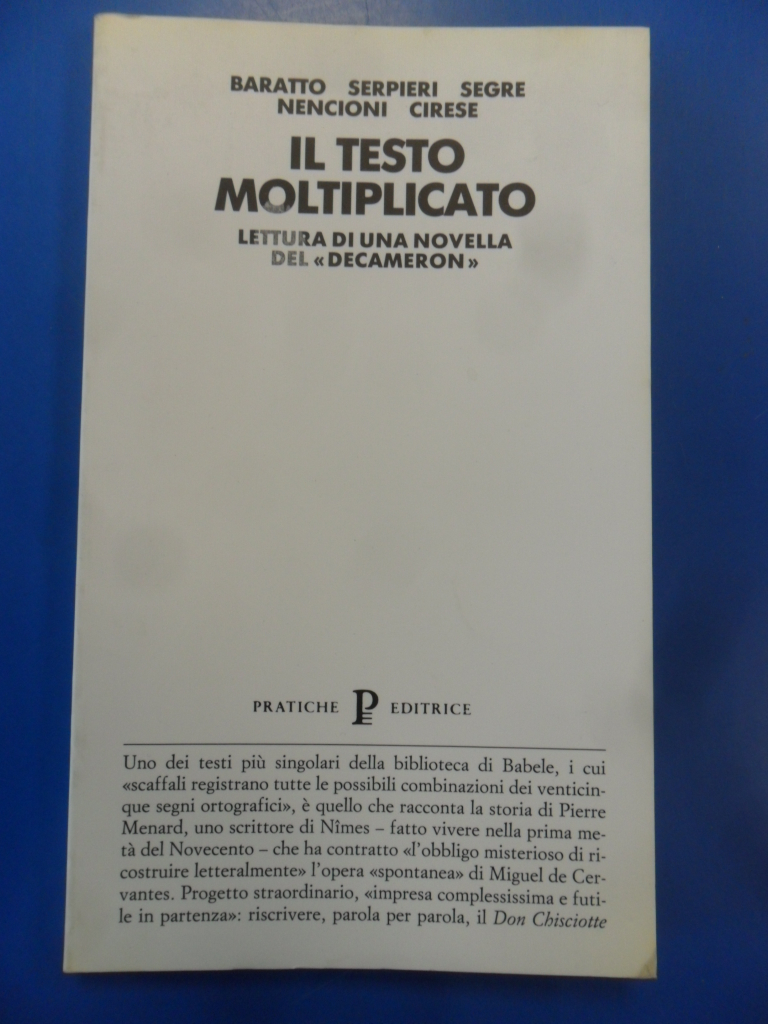 BARATTO SERPIERI SEGRE
NENCIONI CIRESE
IL TESTO
MOLTIPLICATO
LETTURA DI UNA NOVELLA
DEL «DECAMERON»
PRATICHE P EDITRICE
Uno dei testi più singolari della biblioteca di Babele, i cui
«scaffali registrano tutte le possibili combinazioni dei venticin-
que segni ortografici», è quello che racconta la storia di Pierre
Menard, uno scrittore di Nîmes – fatto vivere nella prima me-
tà del Novecento – che ha contratto «l'obbligo misterioso di ri-
costruire letteralmente» l'opera «spontanea» di Miguel de Cer-
vantes. Progetto straordinario, «impresa complessissima e futi-
le in partenza»: riscrivere, parola per parola, il Don Chisciotte